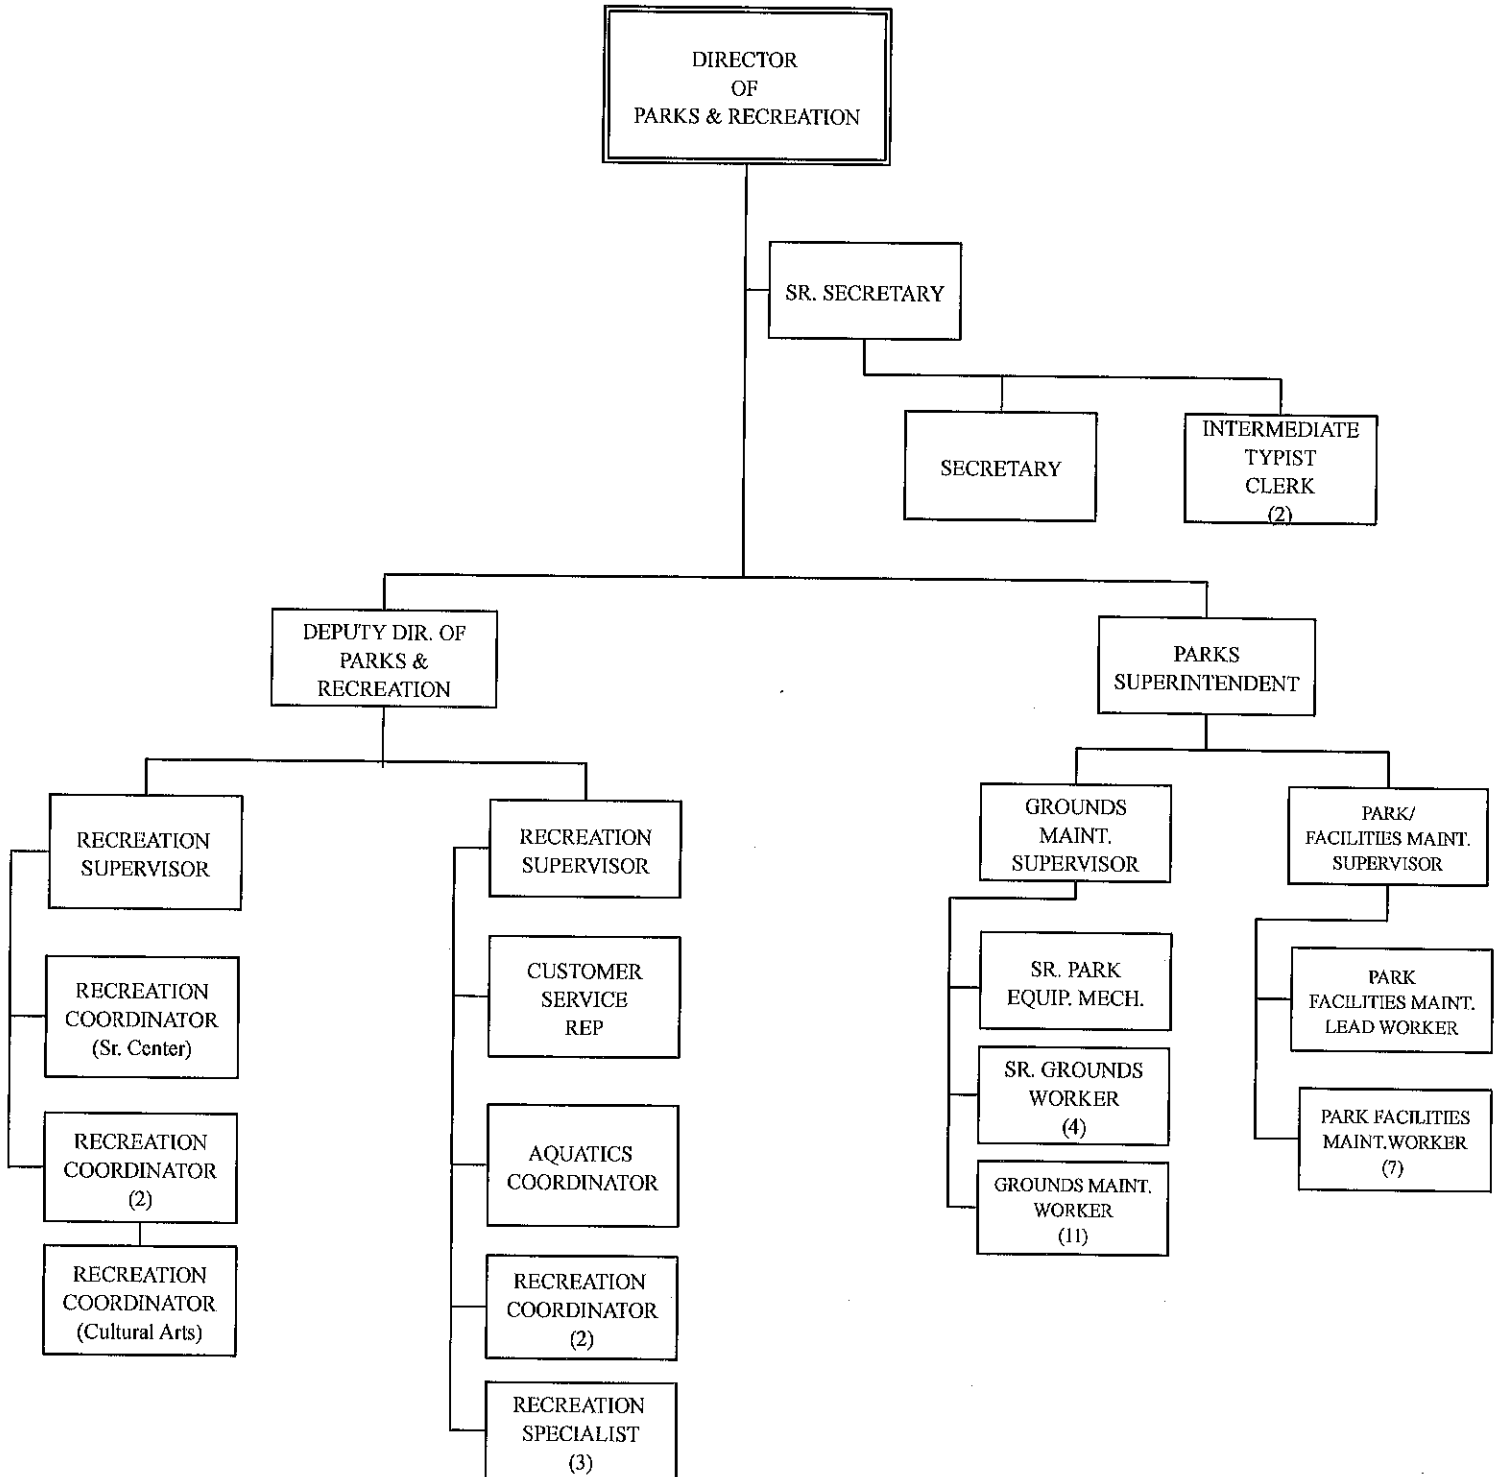 DIRECTOR
OF
PARKS & RECREATION
SR. SECRETARY
SECRETARY
INTERMEDIATE
TYPIST
CLERK
(2)
DEPUTY DIR. OF
PARKS &
RECREATION
PARKS
SUPERINTENDENT
RECREATION
SUPERVISOR
RECREATION
COORDINATOR
(Sr. Center)
RECREATION
COORDINATOR
(2)
RECREATION
COORDINATOR
(Cultural Arts)
RECREATION
SUPERVISOR
CUSTOMER
SERVICE
REP
AQUATICS
COORDINATOR
RECREATION
COORDINATOR
(2)
RECREATION
SPECIALIST
(3)
GROUNDS
MAINT.
SUPERVISOR
SR. PARK
EQUIP. MECH.
SR. GROUNDS
WORKER
(4)
GROUNDS MAINT.
WORKER
(11)
PARK/
FACILITIES MAINT.
SUPERVISOR
PARK
FACILITIES MAINT.
LEAD WORKER
PARK FACILITIES
MAINT.WORKER
(7)